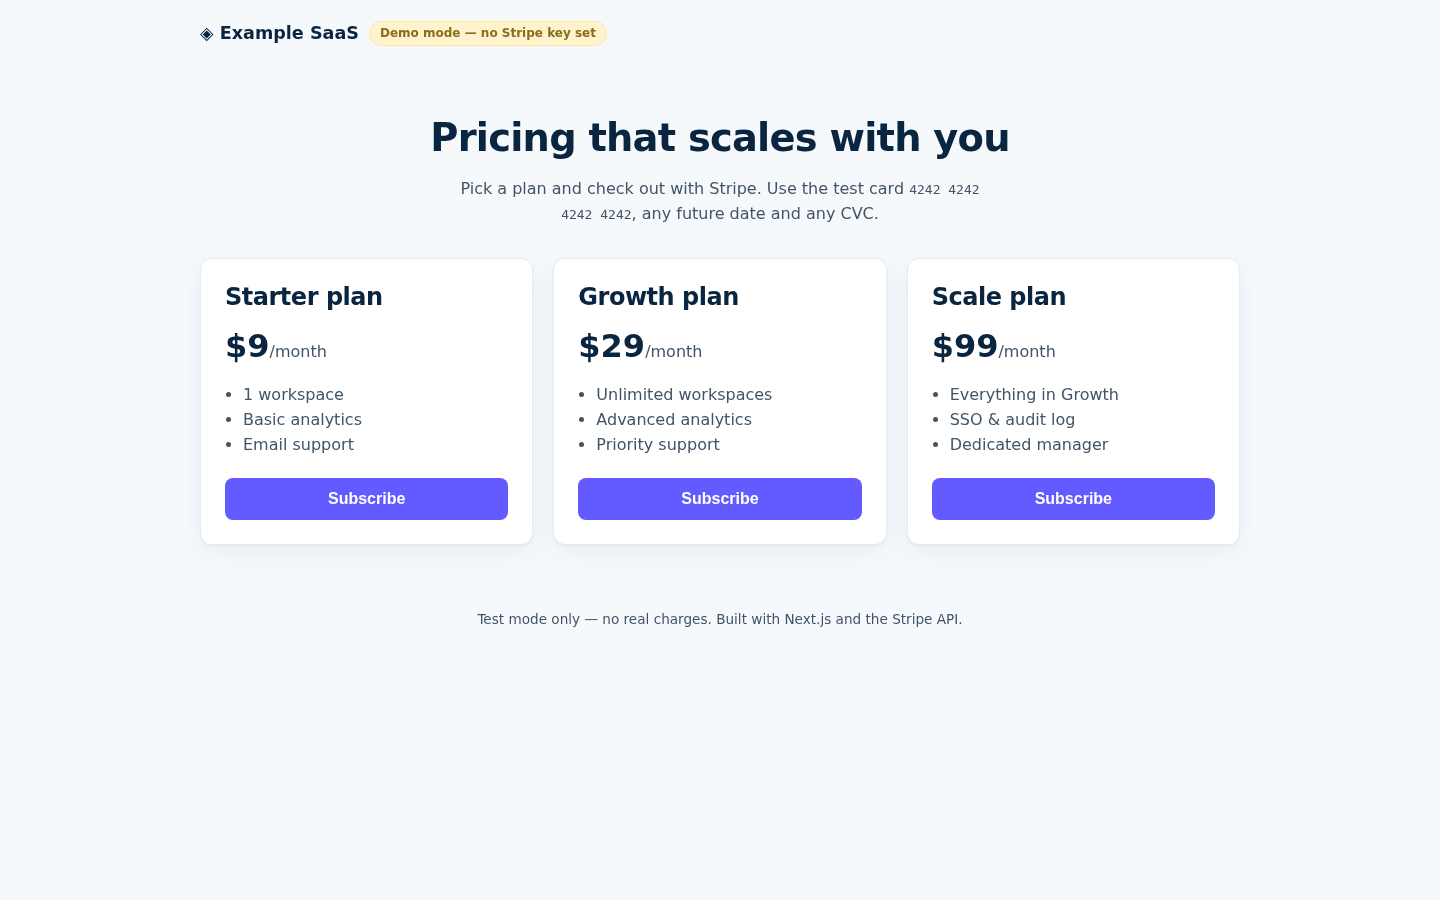 ◈ Example SaaS
Demo mode — no Stripe key set
Pricing that scales with you
Pick a plan and check out with Stripe. Use the test card 4242 4242
4242 4242, any future date and any CVC.
Starter plan
$9/month
• 1 workspace
• Basic analytics
• Email support
Subscribe
Growth plan
$29/month
• Unlimited workspaces
• Advanced analytics
• Priority support
Subscribe
Scale plan
$99/month
• Everything in Growth
• SSO & audit log
• Dedicated manager
Subscribe
Test mode only — no real charges. Built with Next.js and the Stripe API.